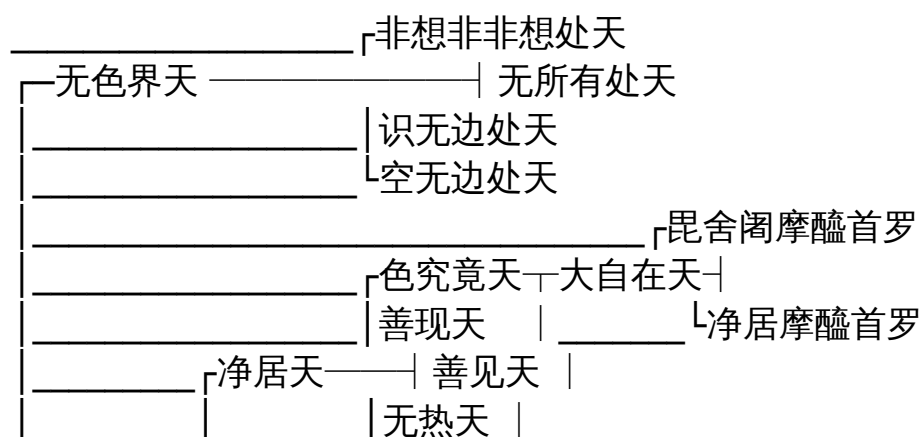 ┌非想非非想处天
┌─无色界天 ───────┤无所有处天
│识无边处天
└空无边处天
┌毘舍阇摩醯首罗
┌色究竟天┬大自在天┤
│善现天 │ └净居摩醯首罗
┌净居天───┤善见天 │
│ │ │无热天 │